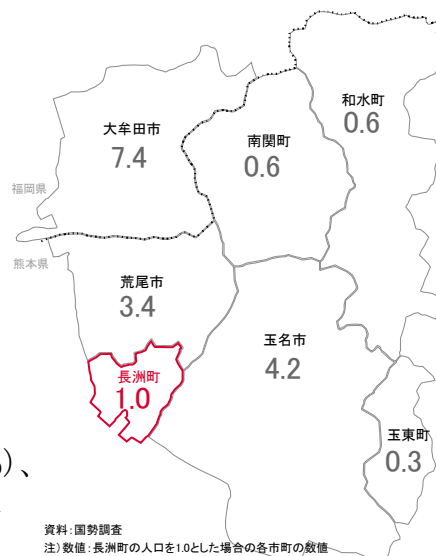 和水町
0.6
大牟田市
7.4
南関町
0.6
福岡県
熊本県
荒尾市
3.4
玉名市
4.2
長洲町
1.0
玉東町
0.3
)、
資料:国勢調査
注)数値:長洲町の人口を1.0とした場合の各市町の数値